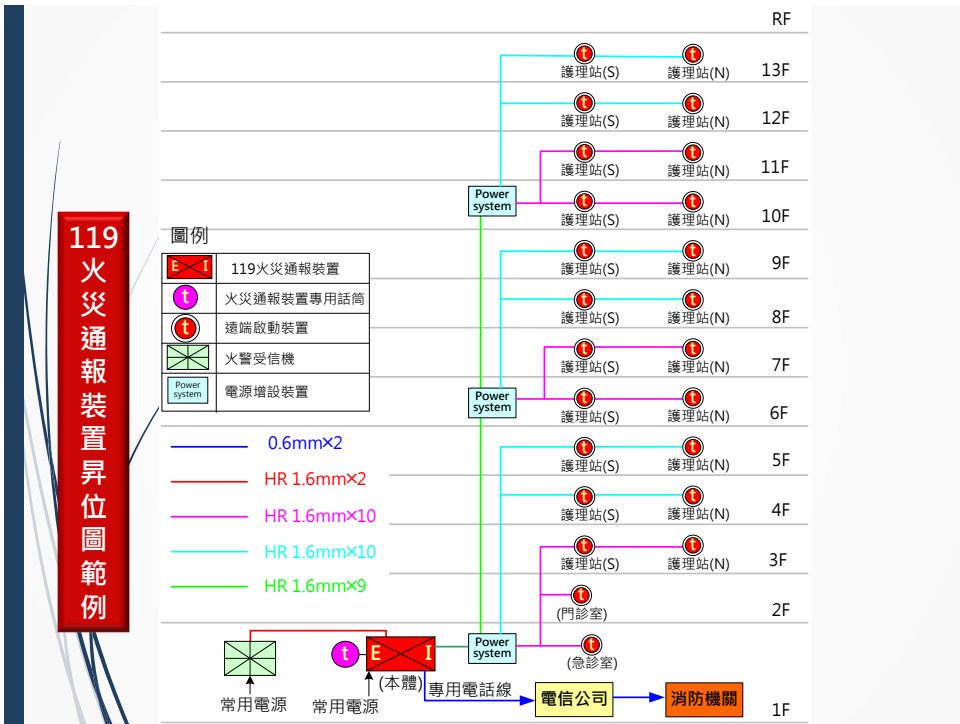 119火災通報裝置昇位圖範例
RF
t t
護理站(S) 護理站(N) 13F
t t
護理站(S) 護理站(N) 12F
t t
護理站(S) 護理站(N) 11F
Power system
t t
護理站(S) 護理站(N) 10F
t t
護理站(S) 護理站(N) 9F
t t
護理站(S) 護理站(N) 8F
t t
護理站(S) 護理站(N) 7F
Power system
t t
護理站(S) 護理站(N) 6F
t t
護理站(S) 護理站(N) 5F
t t
護理站(S) 護理站(N) 4F
t t
護理站(S) 護理站(N) 3F
t
(門診室) 2F
Power system
t
(急診室)
圖例
E I 119火災通報裝置
t 火災通報裝置專用話筒
t 遠端啟動裝置
火警受信機
Power system 電源增設裝置
0.6mm×2
HR 1.6mm×2
HR 1.6mm×10
HR 1.6mm×10
HR 1.6mm×9
t E I
(本體)
常用電源 常用電源
專用電話線
電信公司 消防機關
1F